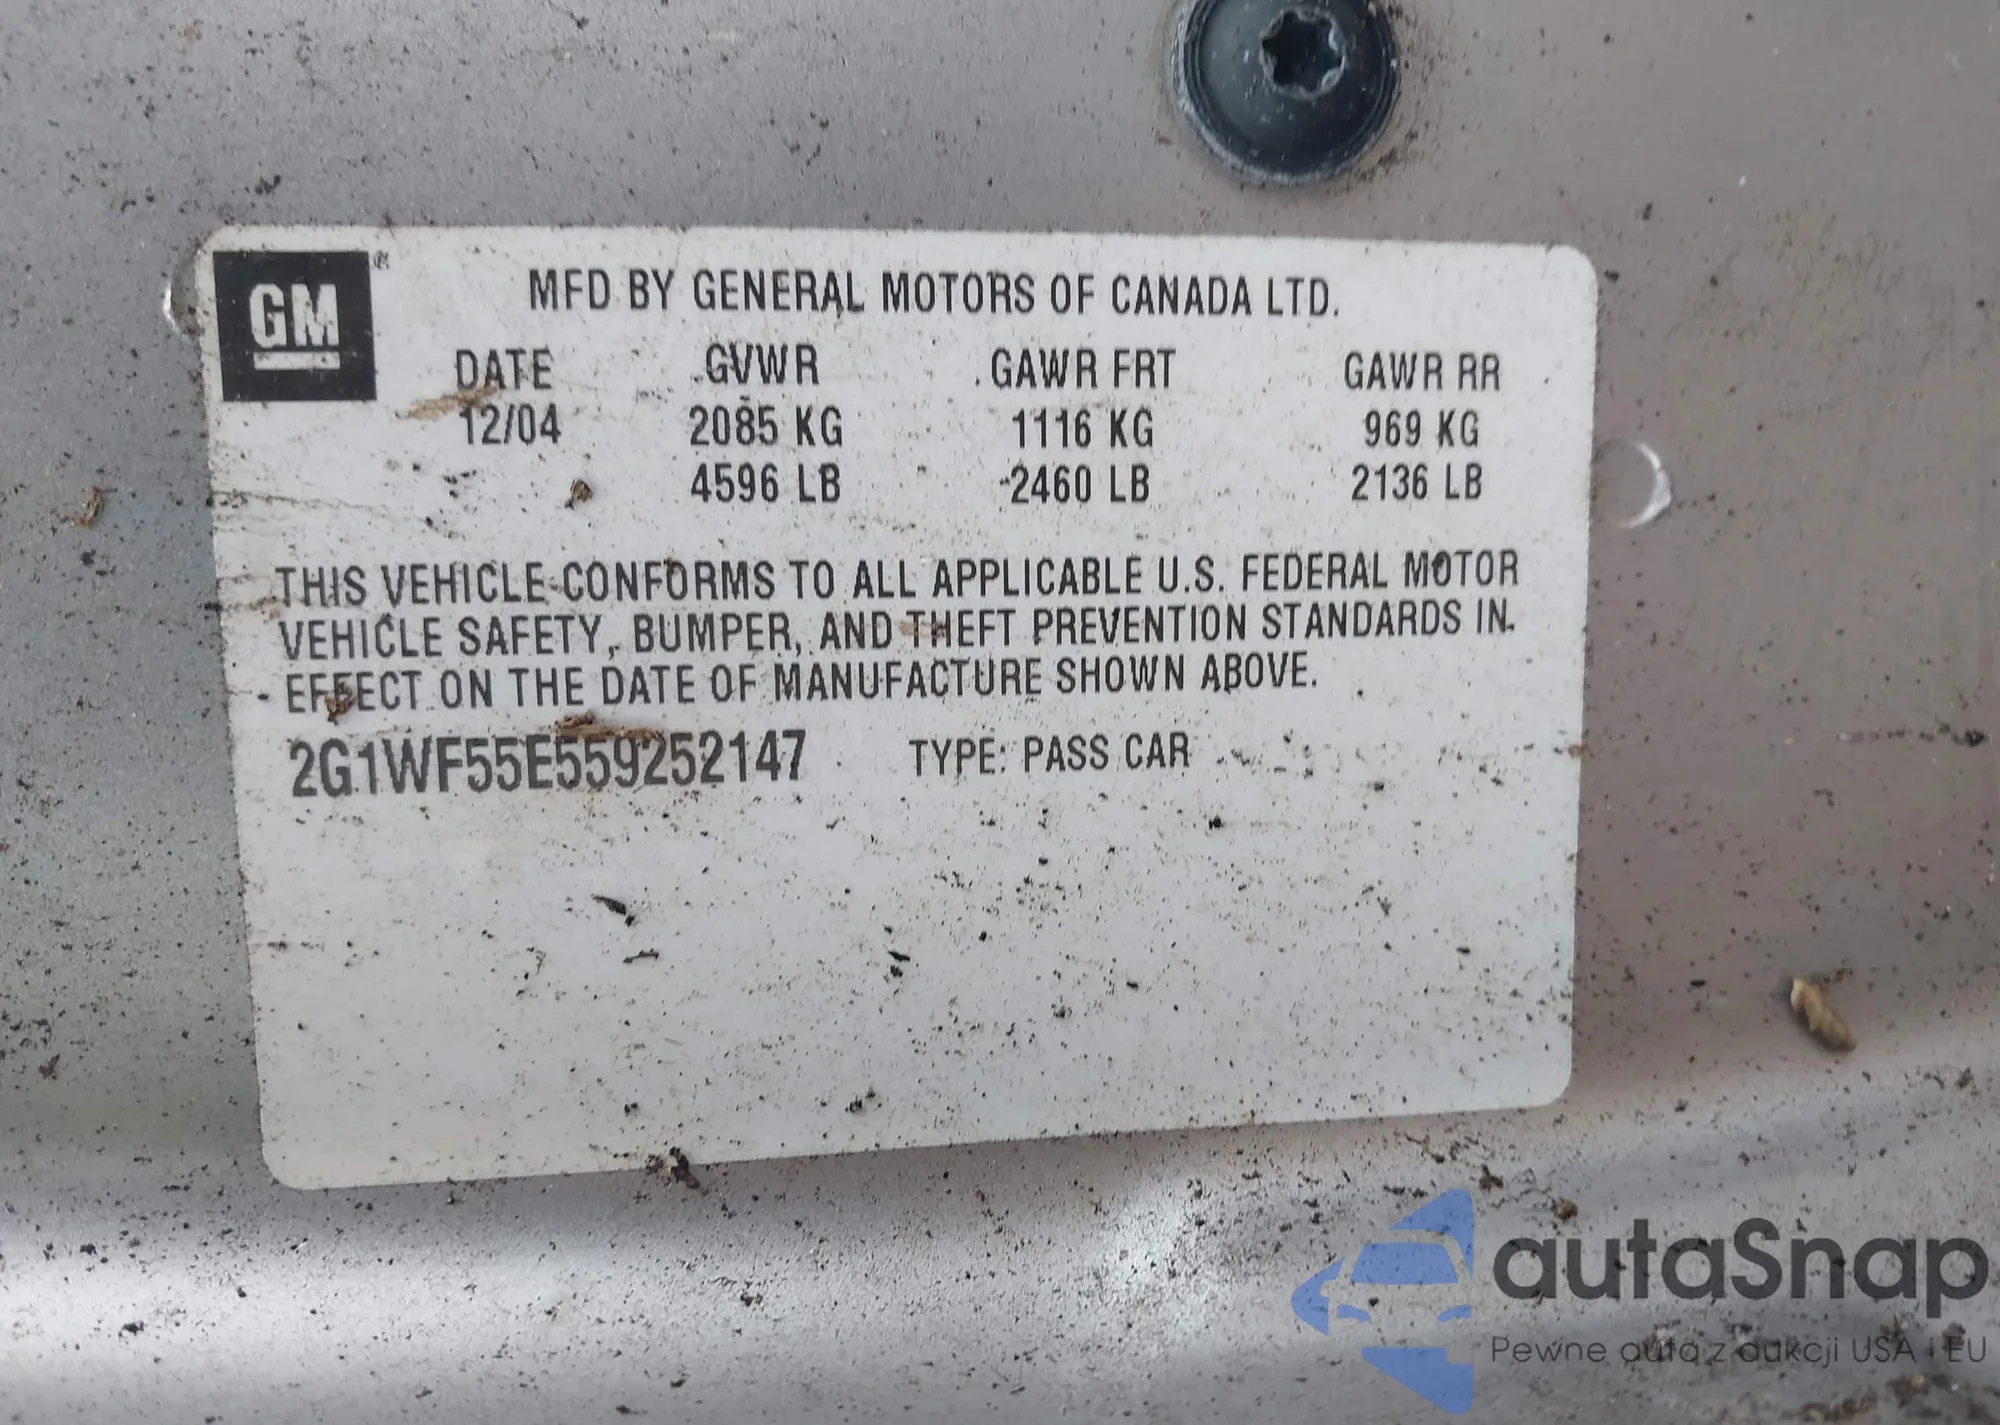 GM
MFD BY GENERAL MOTORS OF CANADA LTD.
DATE GVWR GAWR FRT GAWR RR
12/04 2085 KG 1116 KG 969 KG
4596 LB 2460 LB 2136 LB
THIS VEHICLE CONFORMS TO ALL APPLICABLE U.S. FEDERAL MOTOR
VEHICLE SAFETY, BUMPER, AND THEFT PREVENTION STANDARDS IN
EFFECT ON THE DATE OF MANUFACTURE SHOWN ABOVE.
2G1WF55E559252147 TYPE: PASS CAR
autaSnap
Pewne auta z aukcji USA i EU